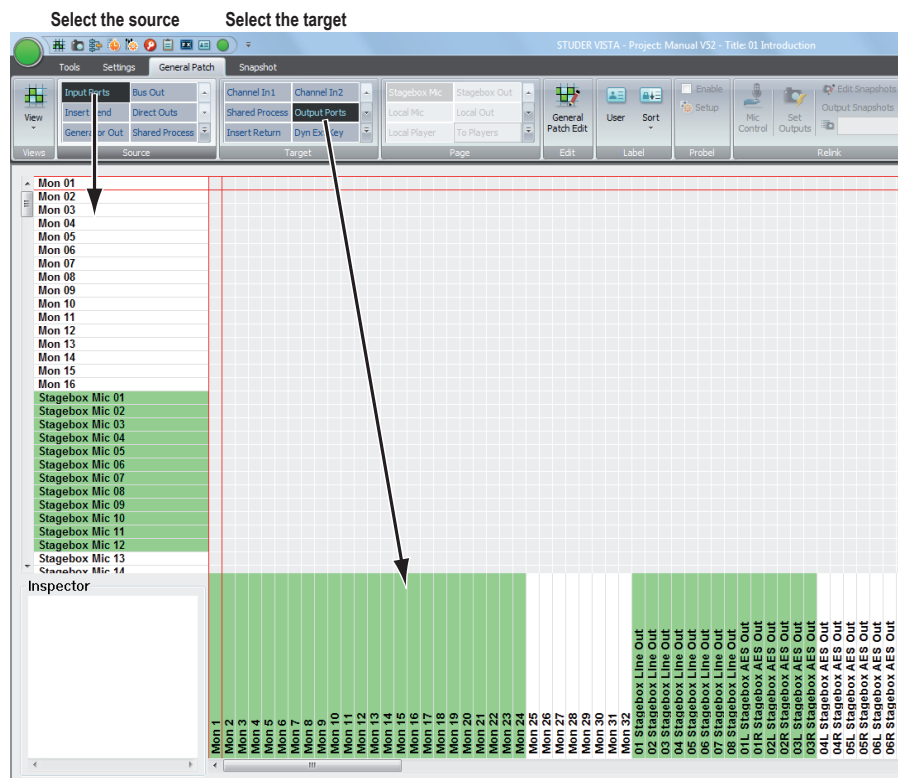 Select the source Select the target
STUDER VISTA - Project: Manual V52 - Title: 01 Introduction
Tools Settings General Patch Snapshot
Input Ports Bus Out Channel In1 Channel In2 Stagebox Mic Stagebox Out Enable Edit Snapshots
Insert Send Direct Outs Shared Process Output Ports Local Mic Local Out Setup Output Snapshots
Generator Out Shared Process Insert Return Dyn Ext Key Local Player To Players
View General Patch Edit User Sort Mic Control Set Outputs
Views Source Target Page Edit Label Probel Relink
Mon 01
Mon 02
Mon 03
Mon 04
Mon 05
Mon 06
Mon 07
Mon 08
Mon 09
Mon 10
Mon 11
Mon 12
Mon 13
Mon 14
Mon 15
Mon 16
Stagebox Mic 01
Stagebox Mic 02
Stagebox Mic 03
Stagebox Mic 04
Stagebox Mic 05
Stagebox Mic 06
Stagebox Mic 07
Stagebox Mic 08
Stagebox Mic 09
Stagebox Mic 10
Stagebox Mic 11
Stagebox Mic 12
Stagebox Mic 13
Stagebox Mic 14
Inspector
Mon 1
Mon 2
Mon 3
Mon 4
Mon 5
Mon 6
Mon 7
Mon 8
Mon 9
Mon 10
Mon 11
Mon 12
Mon 13
Mon 14
Mon 15
Mon 16
Mon 17
Mon 18
Mon 19
Mon 20
Mon 21
Mon 22
Mon 23
Mon 24
Mon 25
Mon 26
Mon 27
Mon 28
Mon 29
Mon 30
Mon 31
Mon 32
01 Stagebox Line Out
02 Stagebox Line Out
03 Stagebox Line Out
04 Stagebox Line Out
05 Stagebox Line Out
06 Stagebox Line Out
07 Stagebox Line Out
08 Stagebox Line Out
01L Stagebox AES Out
01R Stagebox AES Out
02L Stagebox AES Out
02R Stagebox AES Out
03L Stagebox AES Out
03R Stagebox AES Out
04L Stagebox AES Out
04R Stagebox AES Out
05L Stagebox AES Out
05R Stagebox AES Out
06L Stagebox AES Out
06R Stagebox AES Out